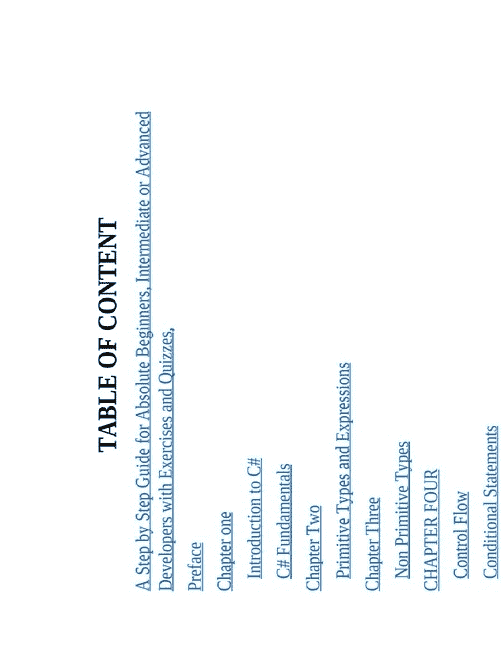 TABLE OF CONTENT
A Step by Step Guide for Absolute Beginners, Intermediate or Advanced
Developers with Exercises and Quizzes,
Preface
Chapter one
Introduction to C#
C# Fundamentals
Chapter Two
Primitive Types and Expressions
Chapter Three
Non Primitive Types
CHAPTER FOUR
Control Flow
Conditional Statements